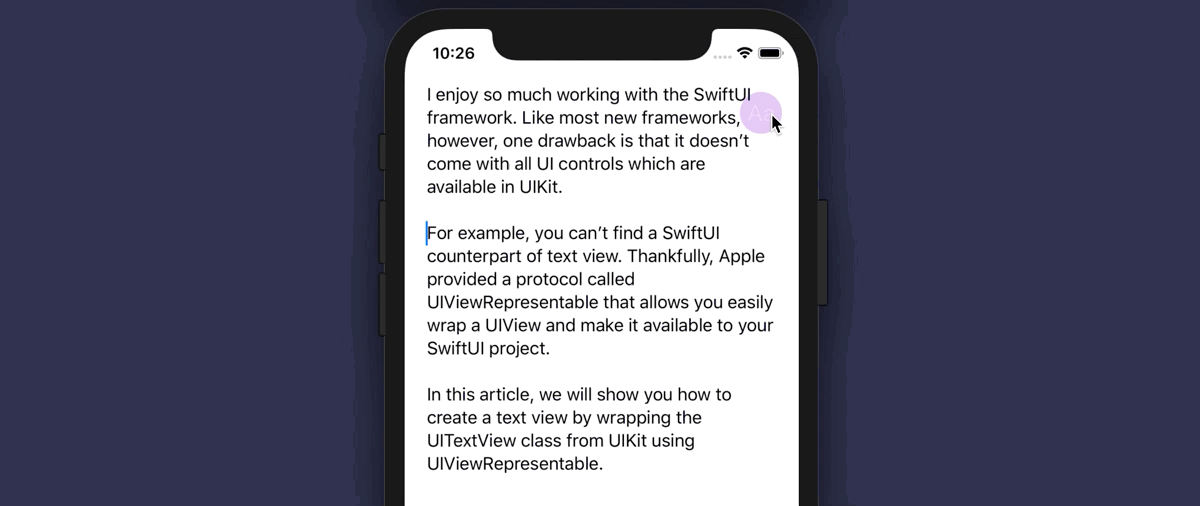 10:26
I enjoy so much working with the SwiftUI
framework. Like most new frameworks,
Aa
however, one drawback is that it doesn’t
come with all UI controls which are
available in UIKit.
For example, you can’t find a SwiftUI
counterpart of text view. Thankfully, Apple
provided a protocol called
UIViewRepresentable that allows you easily
wrap a UIView and make it available to your
SwiftUI project.
In this article, we will show you how to
create a text view by wrapping the
UITextView class from UIKit using
UIViewRepresentable.